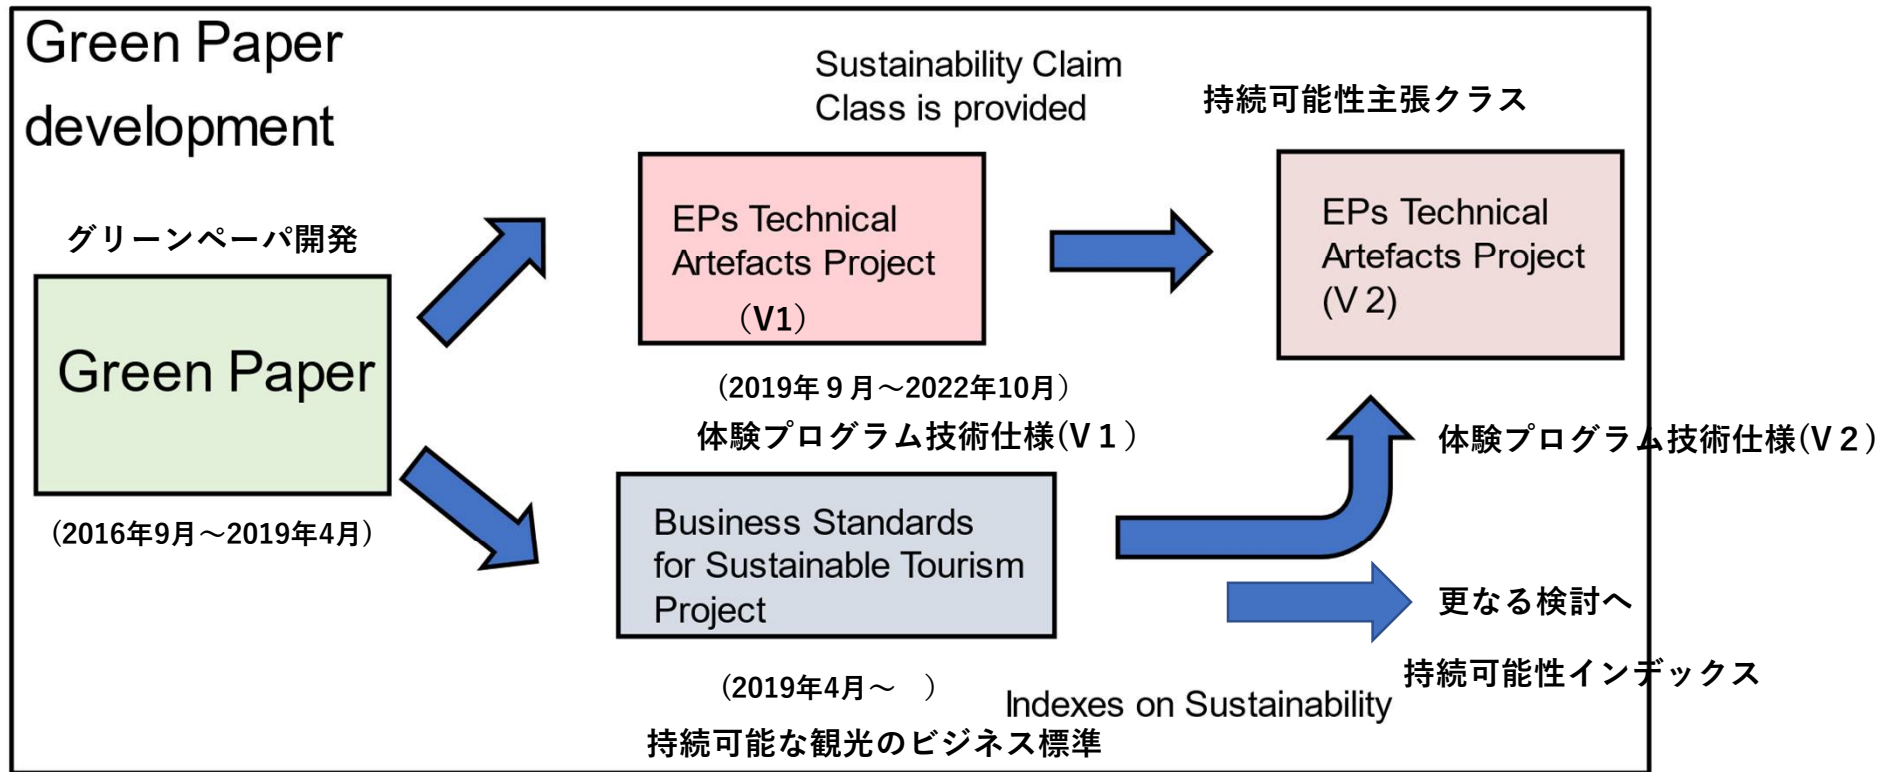 Green Paper
development
グリーンペーパ開発
Green Paper
(2016年9月～2019年4月)
Sustainability Claim
Class is provided
持続可能性主張クラス
EPs Technical
Artefacts Project
（V1）
（2019年９月～2022年10月）
体験プログラム技術仕様(V１)
EPs Technical
Artefacts Project
(V 2)
体験プログラム技術仕様(V２)
Business Standards
for Sustainable Tourism
Project
（2019年4月～　）
持続可能な観光のビジネス標準
更なる検討へ
持続可能性インデックス
Indexes on Sustainability